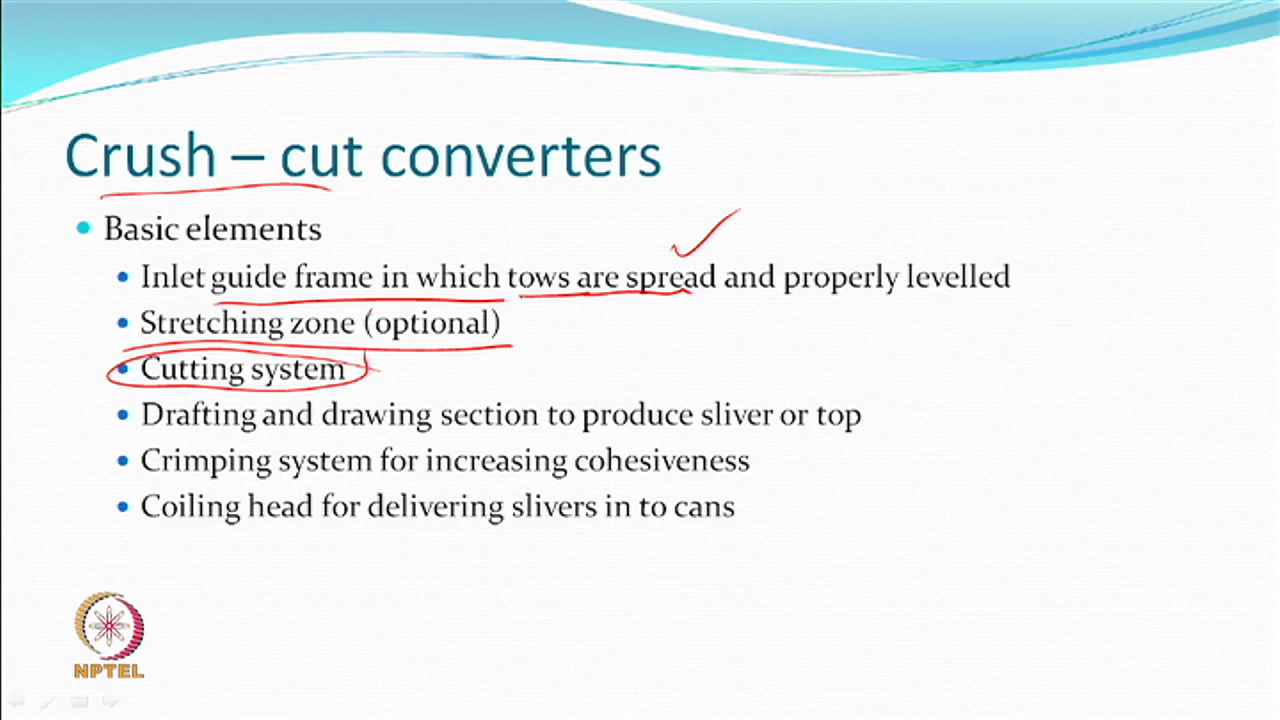 Crush – cut converters
Basic elements
Inlet guide frame in which tows are spread and properly levelled
Stretching zone (optional)
Cutting system
Drafting and drawing section to produce sliver or top
Crimping system for increasing cohesiveness
Coiling head for delivering slivers in to cans
NPTEL